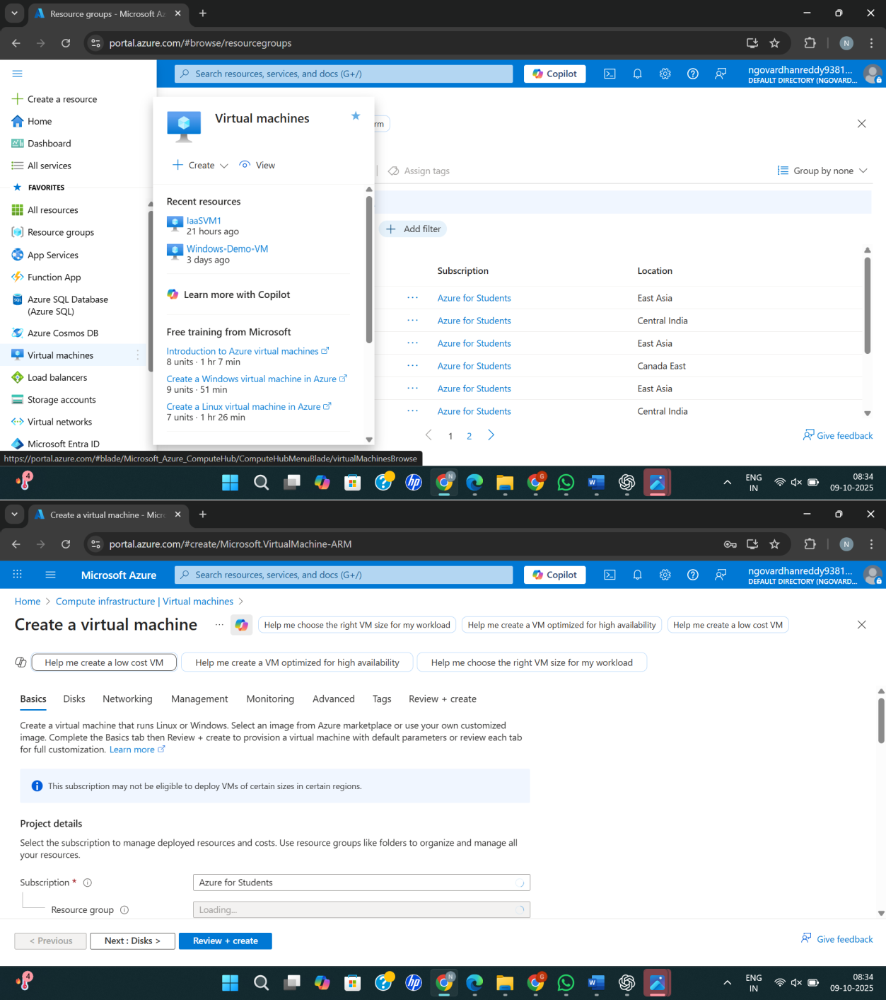 Resource groups - Microsoft Az
portal.azure.com/#browse/resourcegroups
N
Search resources, services, and docs (G+/)
Copilot
ngovardhanreddy9381...
DEFAULT DIRECTORY (NGOVARD...
Create a resource
Home
Dashboard
All services
FAVORITES
All resources
Resource groups
App Services
Function App
Azure SQL Database
(Azure SQL)
Azure Cosmos DB
Virtual machines
Load balancers
Storage accounts
Virtual networks
Microsoft Entra ID
Virtual machines
Create
View
Recent resources
IaaSVM1
21 hours ago
Windows-Demo-VM
3 days ago
Learn more with Copilot
Free training from Microsoft
Introduction to Azure virtual machines
8 units · 1 hr 7 min
Create a Windows virtual machine in Azure
9 units · 51 min
Create a Linux virtual machine in Azure
7 units · 1 hr 26 min
rm
Assign tags
Group by none
Add filter
Subscription Location
Azure for Students East Asia
Azure for Students Central India
Azure for Students East Asia
Azure for Students Canada East
Azure for Students East Asia
Azure for Students Central India
1 2
Give feedback
https://portal.azure.com/#blade/Microsoft_Azure_ComputeHub/ComputeHubMenuBlade/virtualMachinesBrowse
4
ENG
IN
08:34
09-10-2025
Create a virtual machine - Micr
portal.azure.com/#create/Microsoft.VirtualMachine-ARM
N
Microsoft Azure
Search resources, services, and docs (G+/)
Copilot
ngovardhanreddy9381...
DEFAULT DIRECTORY (NGOVARD...
Home > Compute infrastructure | Virtual machines >
Create a virtual machine ...
Help me choose the right VM size for my workload
Help me create a VM optimized for high availability
Help me create a low cost VM
Help me create a low cost VM
Help me create a VM optimized for high availability
Help me choose the right VM size for my workload
Basics Disks Networking Management Monitoring Advanced Tags Review + create
Create a virtual machine that runs Linux or Windows. Select an image from Azure marketplace or use your own customized
image. Complete the Basics tab then Review + create to provision a virtual machine with default parameters or review each tab
for full customization. Learn more
This subscription may not be eligible to deploy VMs of certain sizes in certain regions.
Project details
Select the subscription to manage deployed resources and costs. Use resource groups like folders to organize and manage all
your resources.
Subscription *
Azure for Students
Resource group
Loading...
< Previous
Next : Disks >
Review + create
Give feedback
4
ENG
IN
08:34
09-10-2025